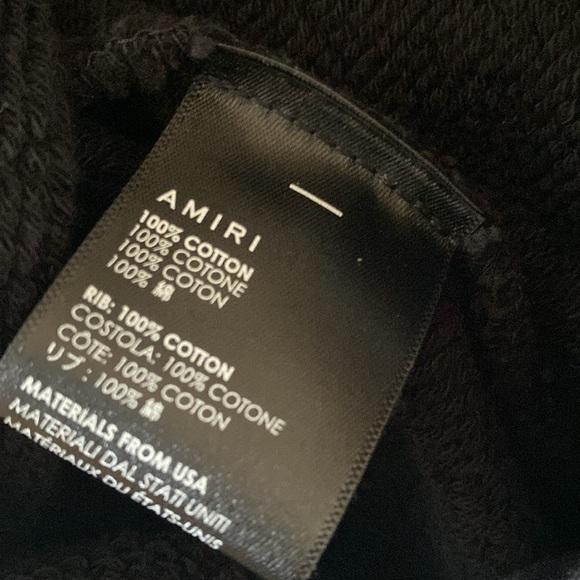 AMIRI
100% COTTON
100% COTONE
100% COTON
100% 綿
RIB: 100% COTTON
COSTOLA: 100% COTONE
CÔTE: 100% COTON
リブ : 100% 綿
MATERIALS FROM USA
MATERIALI DAL STATI UNITI
MATÉRIAUX DU ÉTATS-UNIS